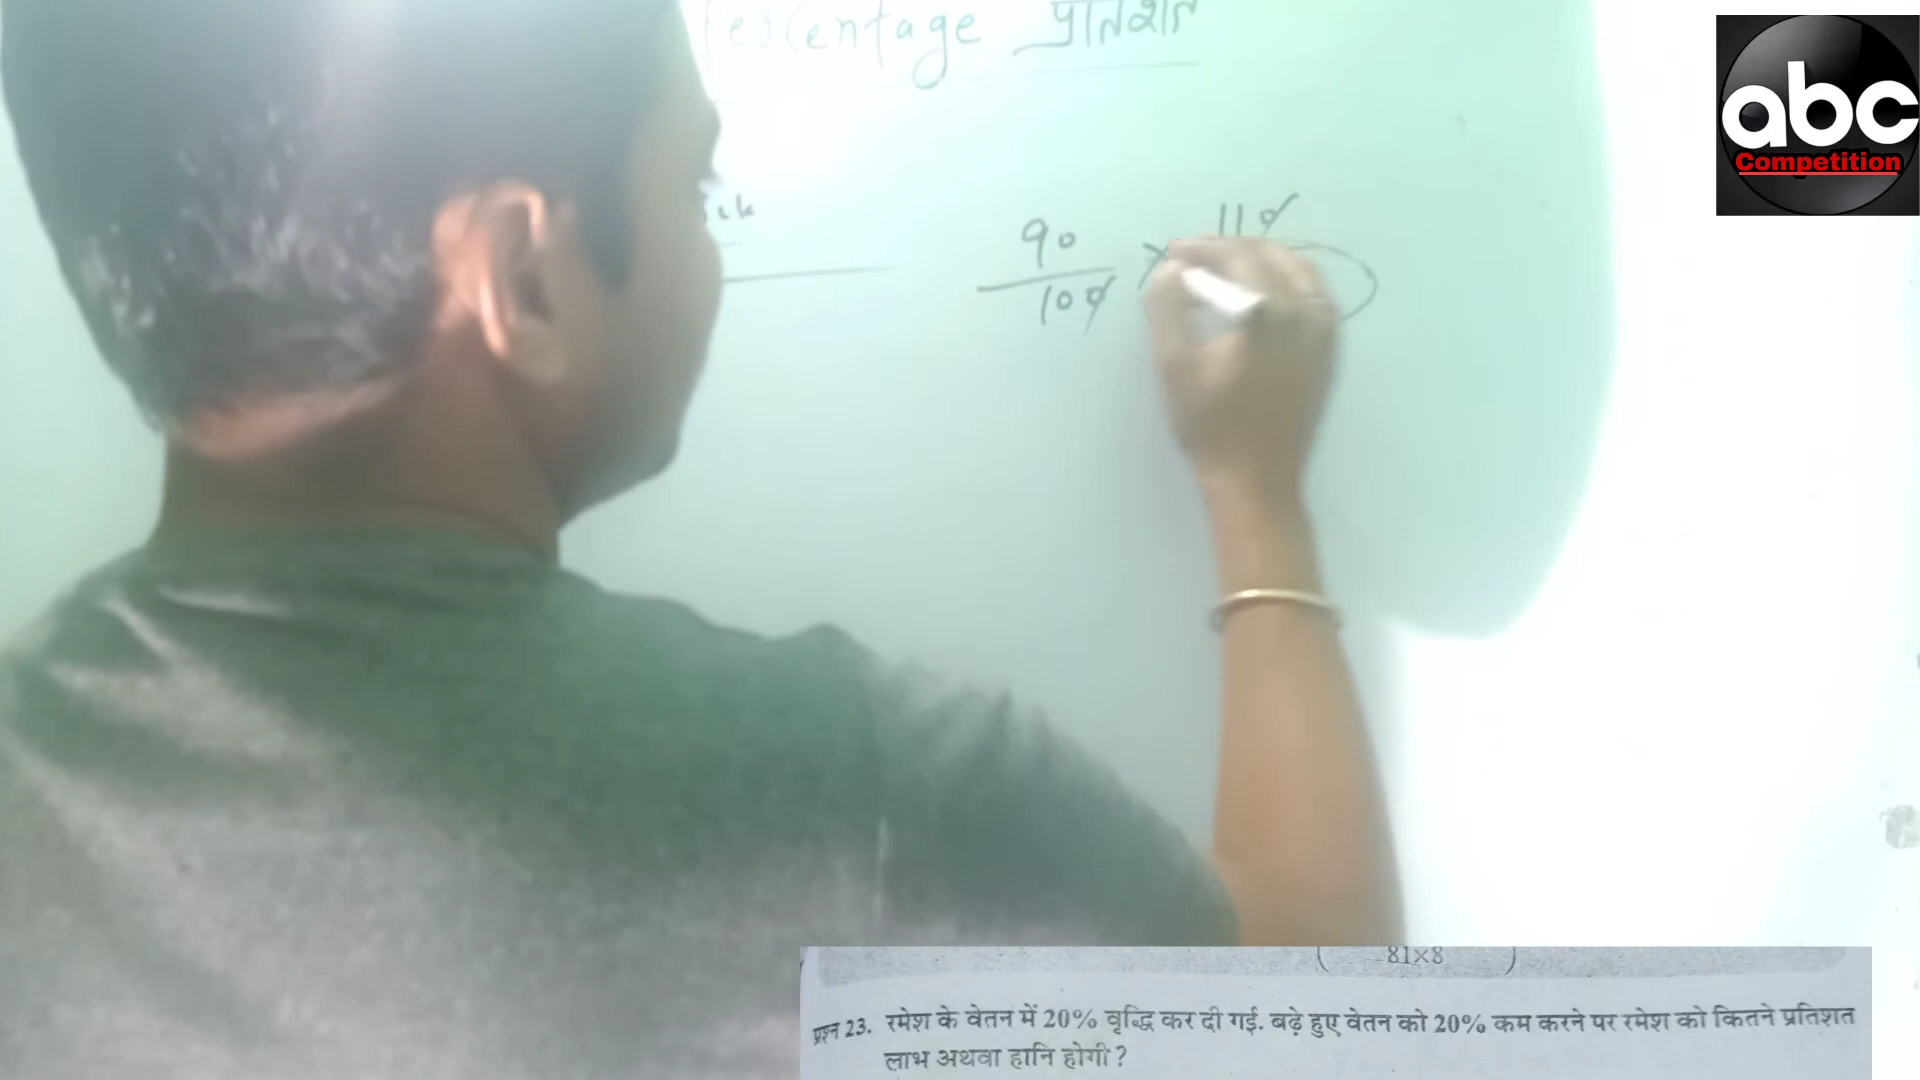 Percentage प्रतिशत
90
110
100
×
abc
Competition
81×8
प्रश्न 23. रमेश के वेतन में 20% वृद्धि कर दी गई. बढ़े हुए वेतन को 20% कम करने पर रमेश को कितने प्रतिशत
लाभ अथवा हानि होगी ?